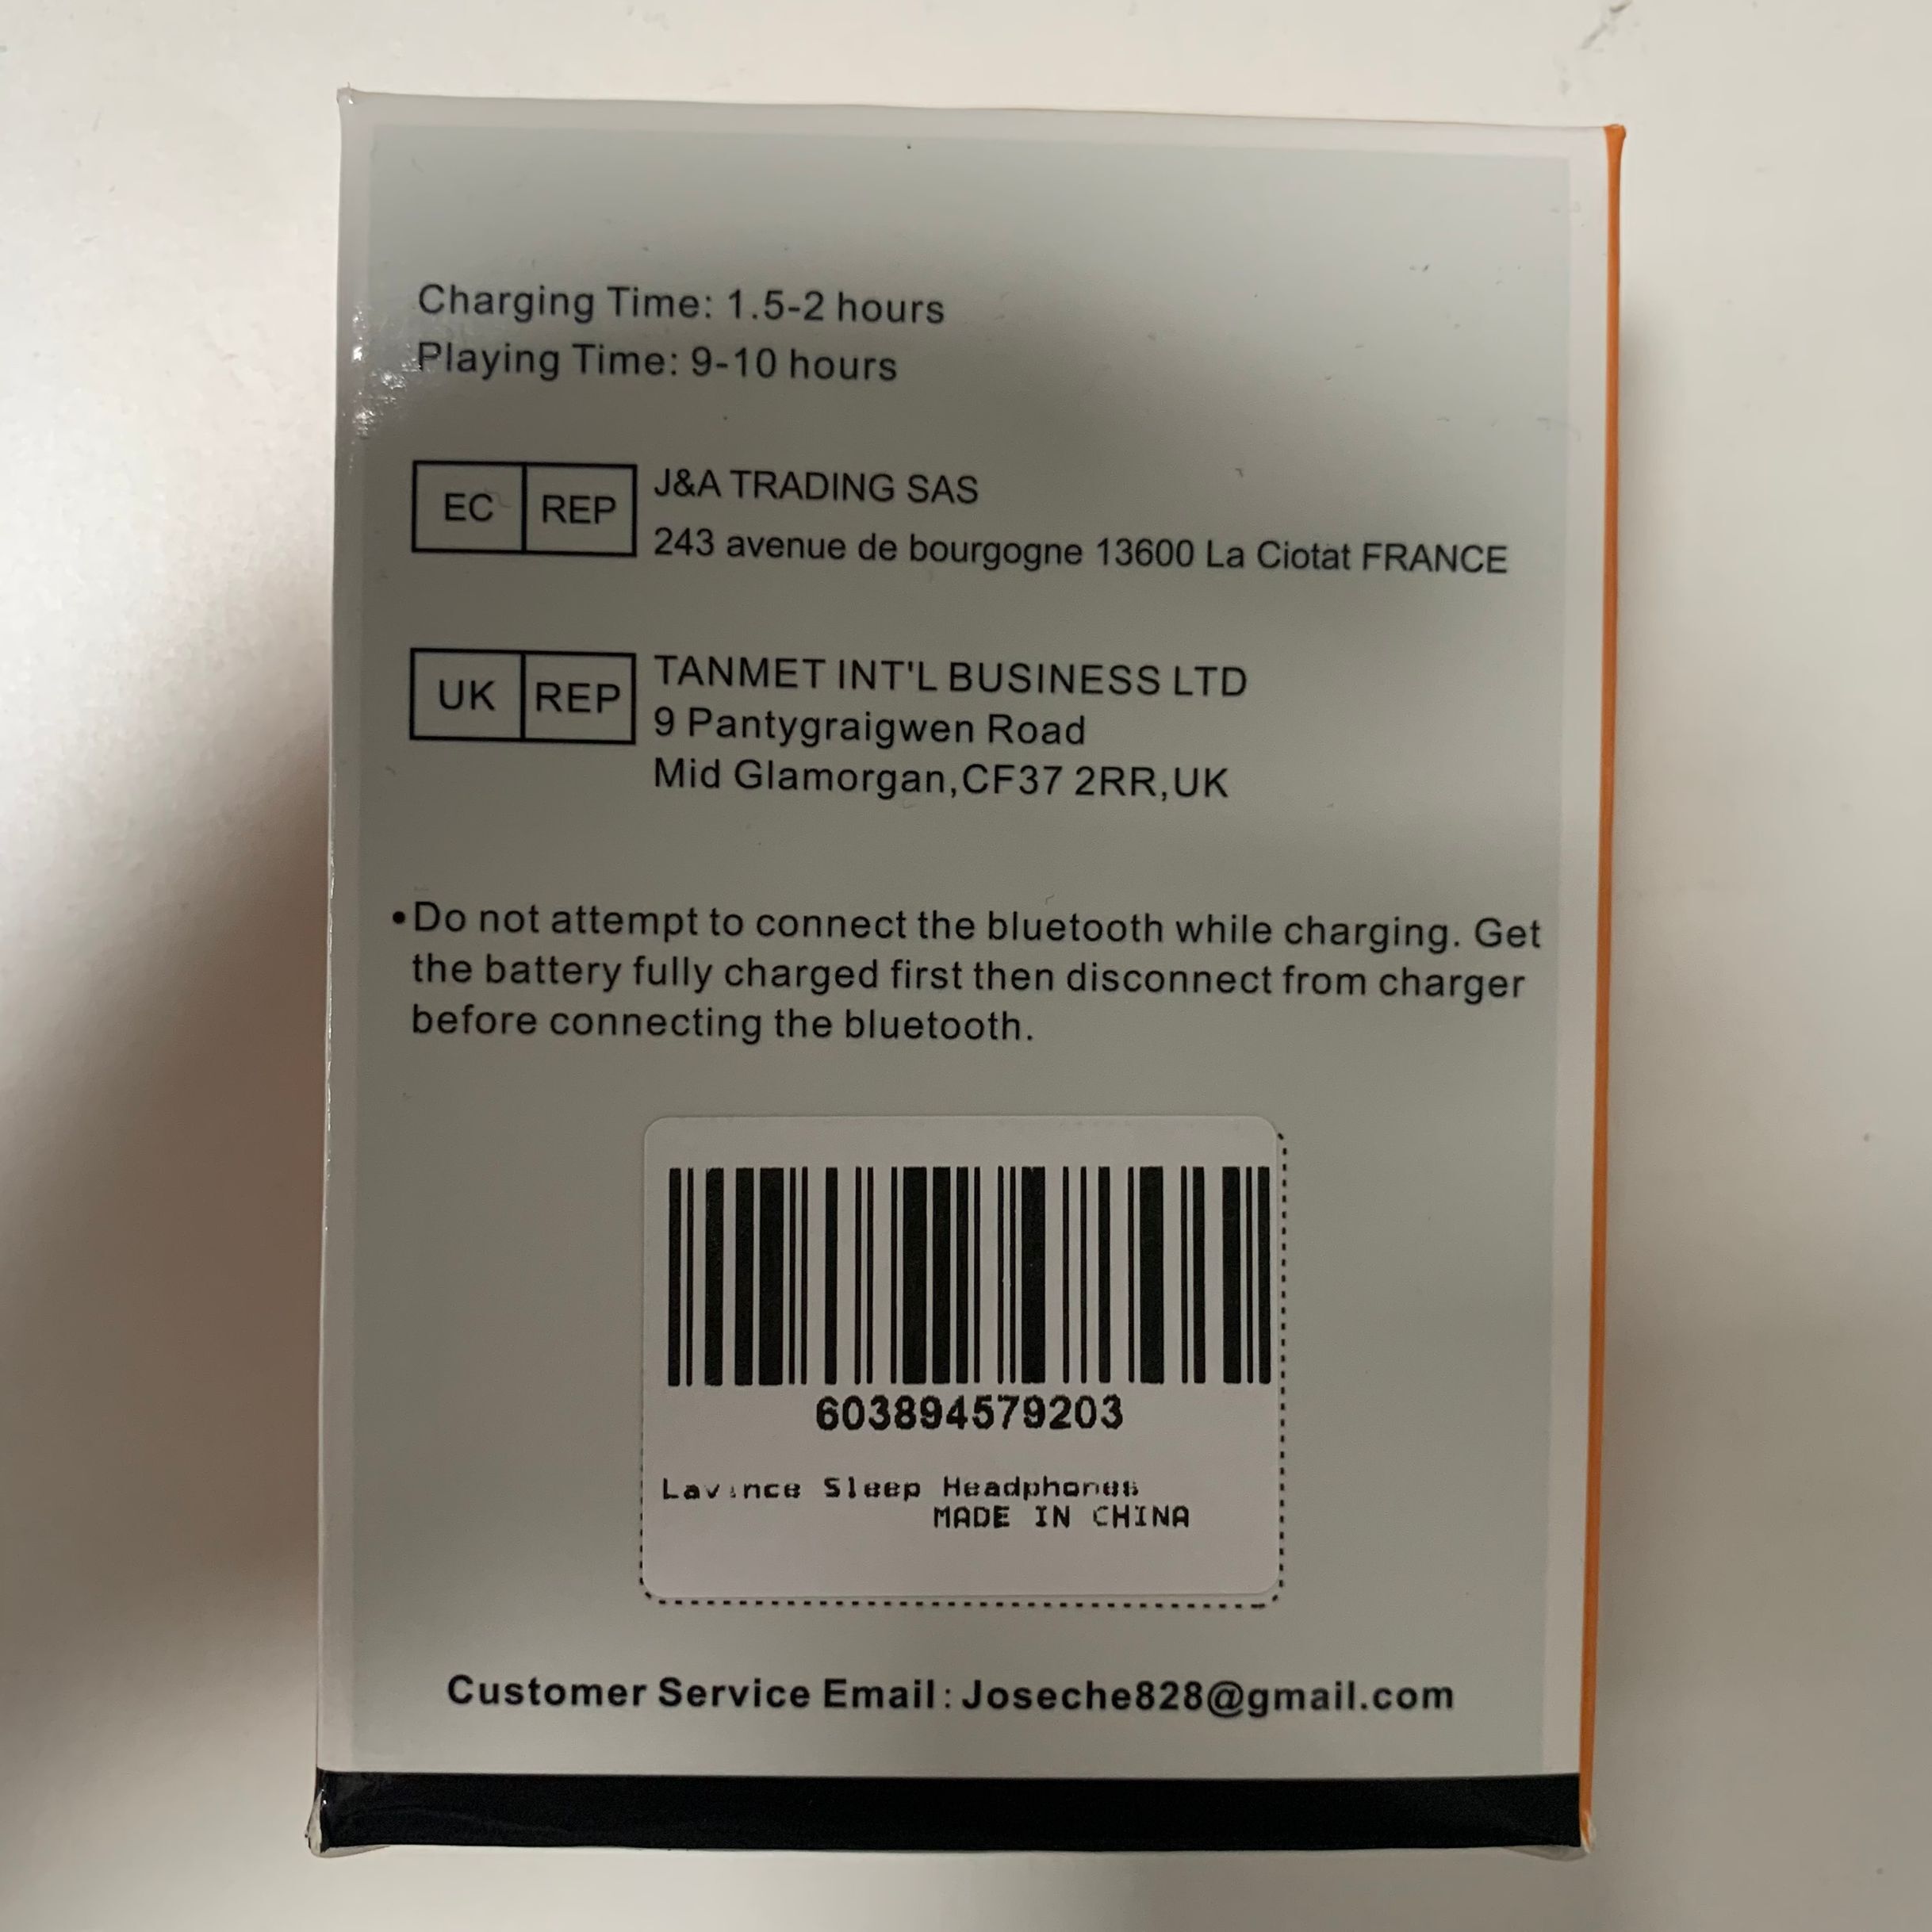 Charging Time: 1.5-2 hours
Playing Time: 9-10 hours
EC REP
J&A TRADING SAS
243 avenue de bourgogne 13600 La Ciotat FRANCE
UK REP
TANMET INT'L BUSINESS LTD
9 Pantygraigwen Road
Mid Glamorgan,CF37 2RR,UK
•Do not attempt to connect the bluetooth while charging. Get
the battery fully charged first then disconnect from charger
before connecting the bluetooth.
603894579203
Lavince Sleep Headphones
MADE IN CHINA
Customer Service Email: Joseche828@gmail.com